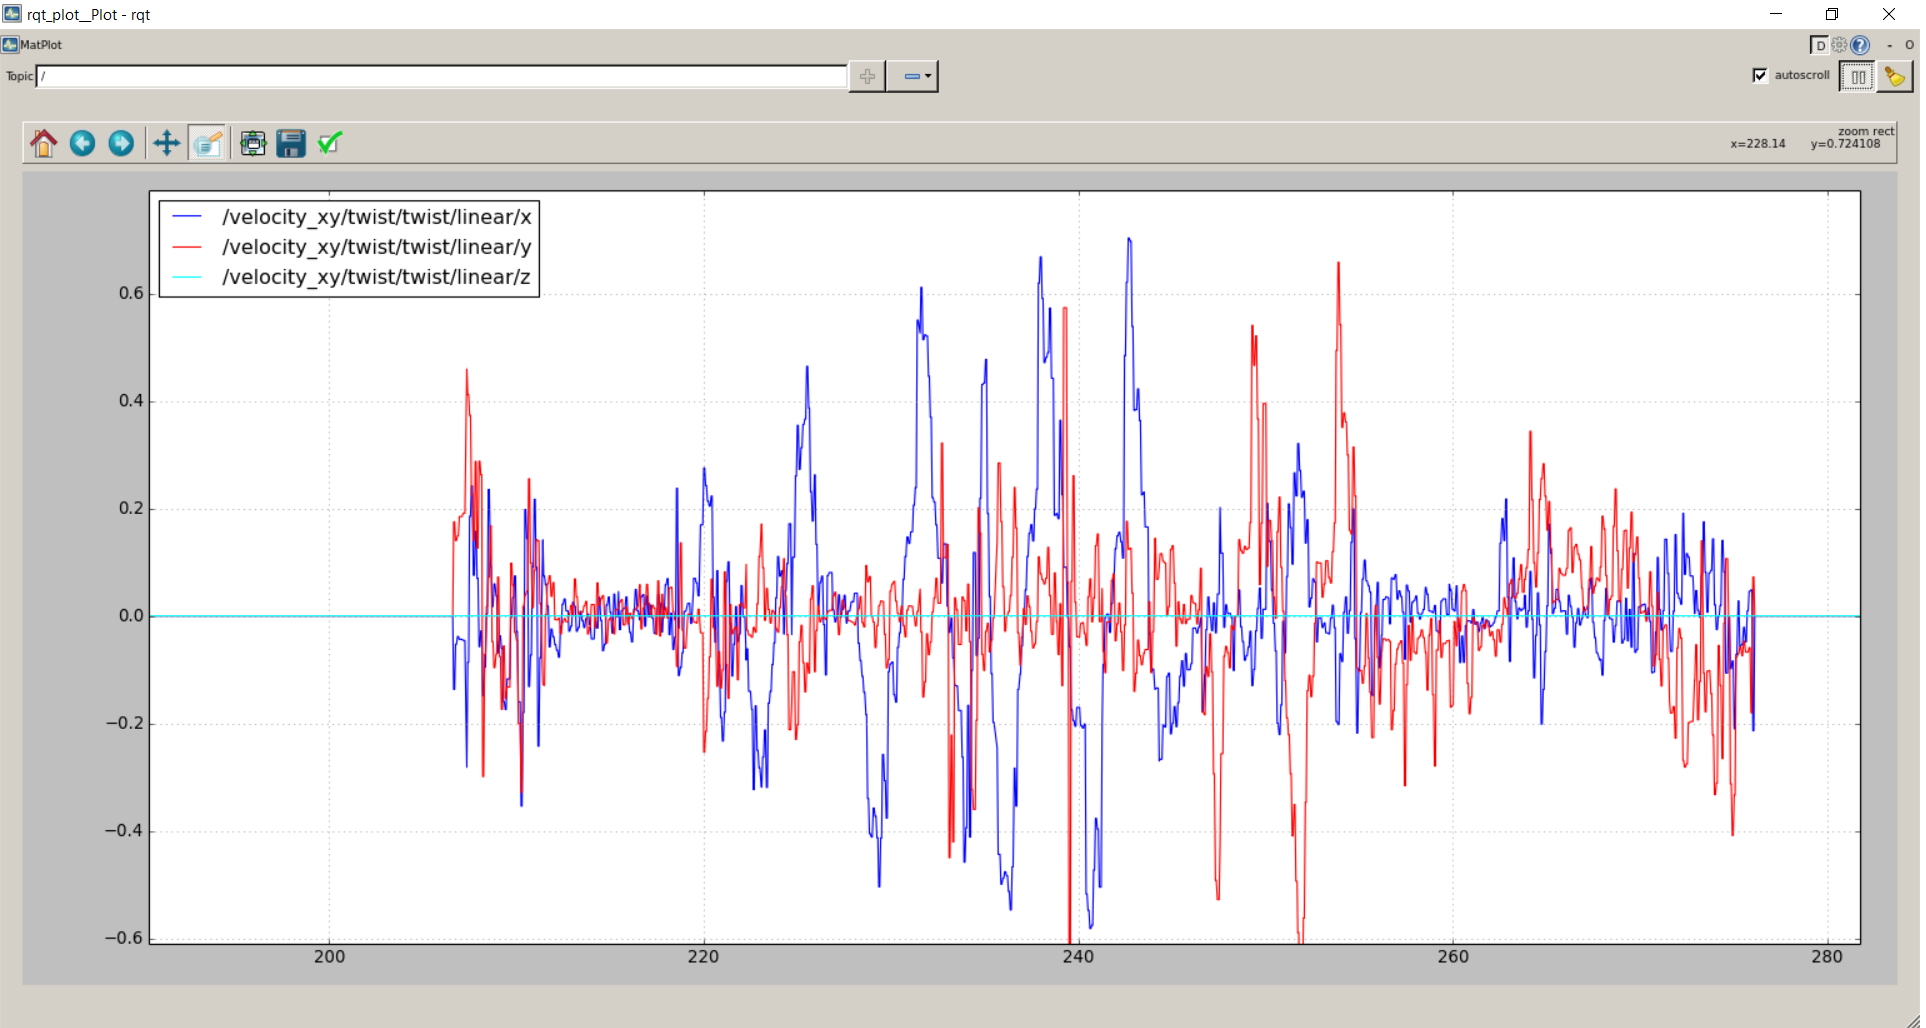 rqt_plot__Plot - rqt
MatPlot
D
- O
Topic /
autoscroll
zoom rect
x=228.14 y=0.724108
/velocity_xy/twist/twist/linear/x
/velocity_xy/twist/twist/linear/y
/velocity_xy/twist/twist/linear/z
0.6
0.4
0.2
0.0
−0.2
−0.4
−0.6
200 220 240 260 280